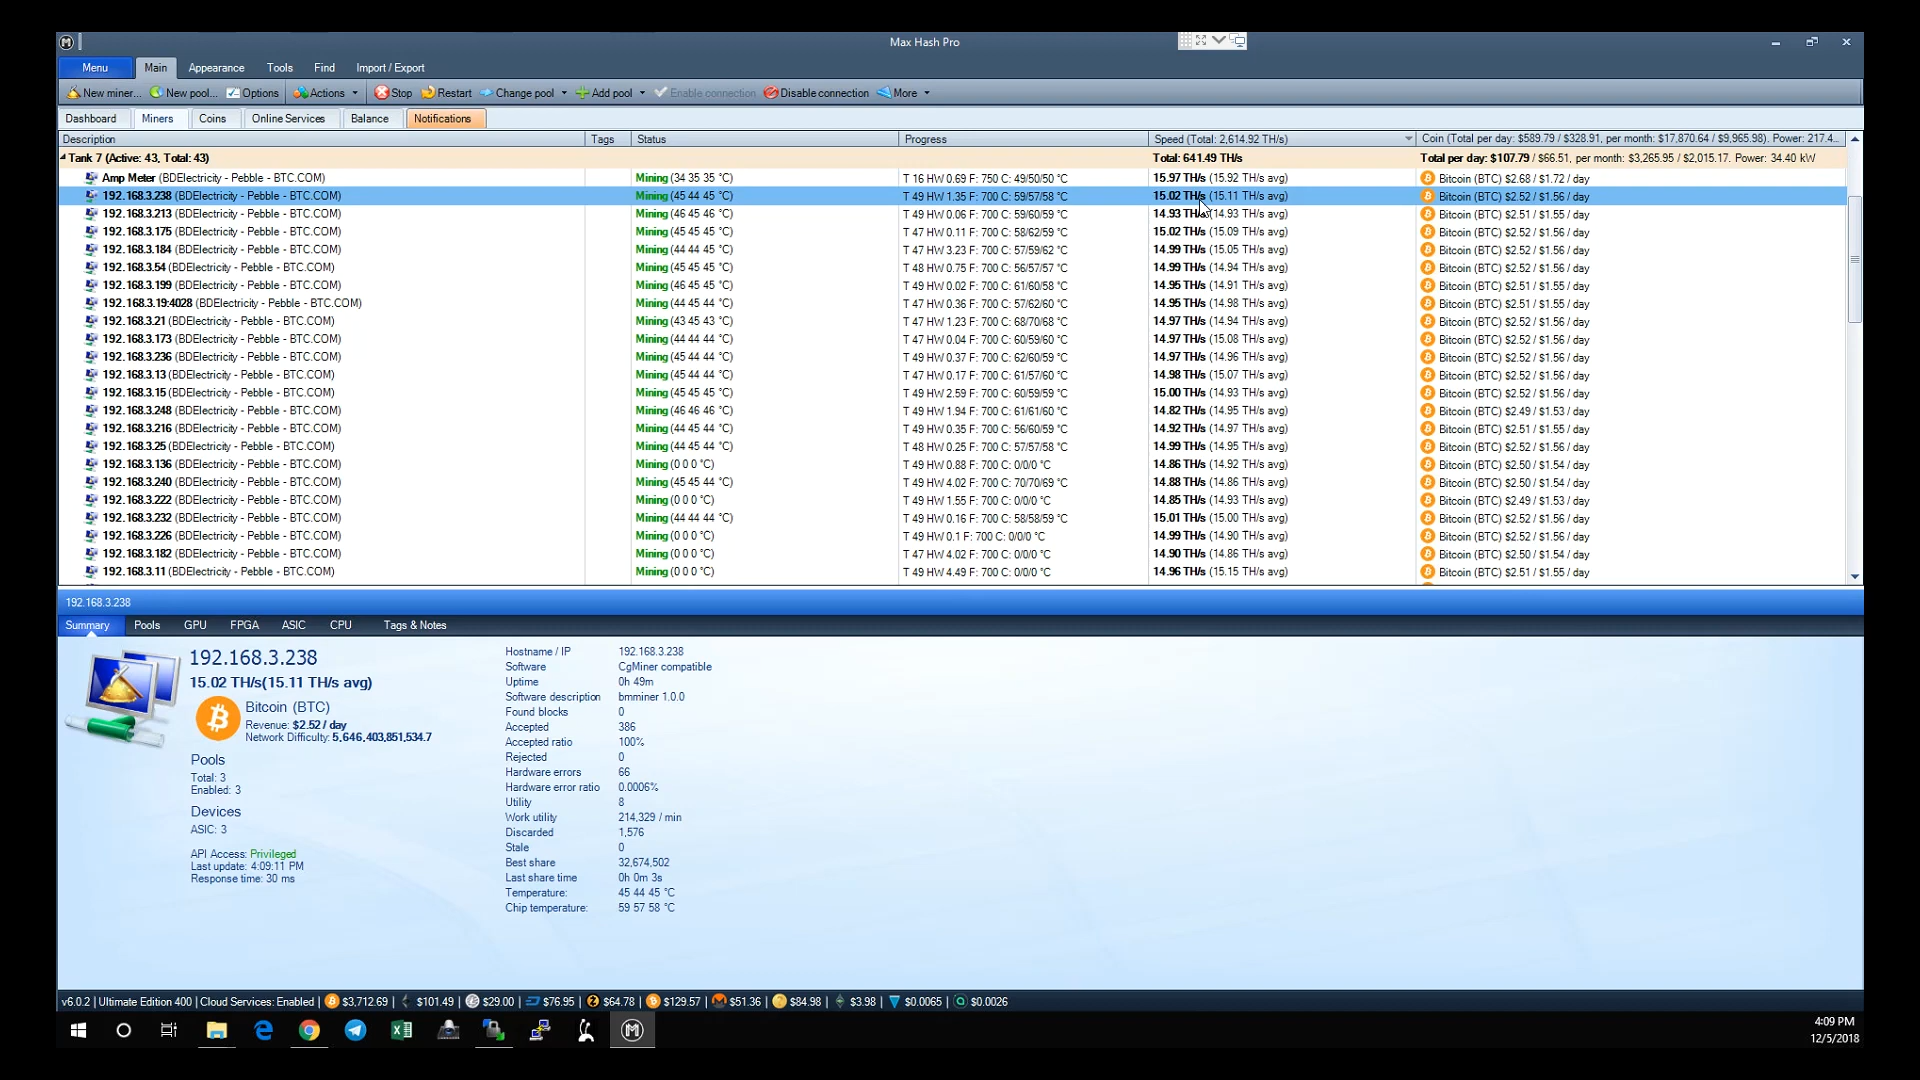 Max Hash Pro
Menu Main Appearance Tools Find Import / Export
New miner... New pool... Options Actions Stop Restart Change pool Add pool Enable connection Disable connection More
Dashboard Miners Coins Online Services Balance Notifications
Description Tags Status Progress Speed (Total: 2,614.92 TH/s) Coin (Total per day: $589.79 / $328.91, per month: $17,870.64 / $9,965.98). Power: 217.4...
Tank 7 (Active: 43, Total: 43) Total: 641.49 TH/s Total per day: $107.79 / $66.51, per month: $3,265.95 / $2,015.17. Power: 34.40 kW
Amp Meter (BDElectricity - Pebble - BTC.COM) Mining (34 35 35 °C) T 16 HW 0.69 F: 750 C: 49/50/50 °C 15.97 TH/s (15.92 TH/s avg) Bitcoin (BTC) $2.68 / $1.72 / day
192.168.3.238 (BDElectricity - Pebble - BTC.COM) Mining (45 44 45 °C) T 49 HW 1.35 F: 700 C: 59/57/58 °C 15.02 TH/s (15.11 TH/s avg) Bitcoin (BTC) $2.52 / $1.56 / day
192.168.3.213 (BDElectricity - Pebble - BTC.COM) Mining (46 45 46 °C) T 49 HW 0.06 F: 700 C: 59/60/59 °C 14.93 TH/s (14.93 TH/s avg) Bitcoin (BTC) $2.51 / $1.55 / day
192.168.3.175 (BDElectricity - Pebble - BTC.COM) Mining (45 45 45 °C) T 47 HW 0.11 F: 700 C: 58/62/59 °C 15.02 TH/s (15.09 TH/s avg) Bitcoin (BTC) $2.52 / $1.56 / day
192.168.3.184 (BDElectricity - Pebble - BTC.COM) Mining (44 44 45 °C) T 47 HW 3.23 F: 700 C: 57/59/62 °C 14.99 TH/s (15.05 TH/s avg) Bitcoin (BTC) $2.52 / $1.56 / day
192.168.3.54 (BDElectricity - Pebble - BTC.COM) Mining (45 45 45 °C) T 48 HW 0.75 F: 700 C: 56/57/57 °C 14.99 TH/s (14.94 TH/s avg) Bitcoin (BTC) $2.52 / $1.56 / day
192.168.3.199 (BDElectricity - Pebble - BTC.COM) Mining (46 45 45 °C) T 49 HW 0.02 F: 700 C: 61/60/58 °C 14.95 TH/s (14.91 TH/s avg) Bitcoin (BTC) $2.51 / $1.55 / day
192.168.3.19:4028 (BDElectricity - Pebble - BTC.COM) Mining (44 45 44 °C) T 47 HW 0.36 F: 700 C: 57/62/60 °C 14.95 TH/s (14.98 TH/s avg) Bitcoin (BTC) $2.51 / $1.55 / day
192.168.3.21 (BDElectricity - Pebble - BTC.COM) Mining (43 45 43 °C) T 47 HW 1.23 F: 700 C: 68/70/68 °C 14.97 TH/s (14.94 TH/s avg) Bitcoin (BTC) $2.52 / $1.56 / day
192.168.3.173 (BDElectricity - Pebble - BTC.COM) Mining (44 44 44 °C) T 47 HW 0.04 F: 700 C: 60/59/60 °C 14.97 TH/s (15.08 TH/s avg) Bitcoin (BTC) $2.52 / $1.56 / day
192.168.3.236 (BDElectricity - Pebble - BTC.COM) Mining (45 44 44 °C) T 49 HW 0.37 F: 700 C: 62/60/59 °C 14.97 TH/s (14.96 TH/s avg) Bitcoin (BTC) $2.52 / $1.56 / day
192.168.3.13 (BDElectricity - Pebble - BTC.COM) Mining (45 44 44 °C) T 47 HW 0.17 F: 700 C: 61/57/60 °C 14.98 TH/s (15.07 TH/s avg) Bitcoin (BTC) $2.52 / $1.56 / day
192.168.3.15 (BDElectricity - Pebble - BTC.COM) Mining (45 45 45 °C) T 49 HW 2.59 F: 700 C: 60/59/59 °C 15.00 TH/s (14.93 TH/s avg) Bitcoin (BTC) $2.52 / $1.56 / day
192.168.3.248 (BDElectricity - Pebble - BTC.COM) Mining (46 46 46 °C) T 49 HW 1.94 F: 700 C: 61/61/60 °C 14.82 TH/s (14.95 TH/s avg) Bitcoin (BTC) $2.49 / $1.53 / day
192.168.3.216 (BDElectricity - Pebble - BTC.COM) Mining (44 45 44 °C) T 49 HW 0.35 F: 700 C: 56/60/59 °C 14.92 TH/s (14.97 TH/s avg) Bitcoin (BTC) $2.51 / $1.55 / day
192.168.3.25 (BDElectricity - Pebble - BTC.COM) Mining (44 45 44 °C) T 48 HW 0.25 F: 700 C: 57/57/58 °C 14.99 TH/s (14.95 TH/s avg) Bitcoin (BTC) $2.52 / $1.56 / day
192.168.3.136 (BDElectricity - Pebble - BTC.COM) Mining (0 0 0 °C) T 49 HW 0.88 F: 700 C: 0/0/0 °C 14.86 TH/s (14.92 TH/s avg) Bitcoin (BTC) $2.50 / $1.54 / day
192.168.3.240 (BDElectricity - Pebble - BTC.COM) Mining (45 45 44 °C) T 49 HW 4.02 F: 700 C: 70/70/69 °C 14.88 TH/s (14.86 TH/s avg) Bitcoin (BTC) $2.50 / $1.54 / day
192.168.3.222 (BDElectricity - Pebble - BTC.COM) Mining (0 0 0 °C) T 49 HW 1.55 F: 700 C: 0/0/0 °C 14.85 TH/s (14.93 TH/s avg) Bitcoin (BTC) $2.49 / $1.53 / day
192.168.3.232 (BDElectricity - Pebble - BTC.COM) Mining (44 44 44 °C) T 49 HW 0.16 F: 700 C: 58/58/59 °C 15.01 TH/s (15.00 TH/s avg) Bitcoin (BTC) $2.52 / $1.56 / day
192.168.3.226 (BDElectricity - Pebble - BTC.COM) Mining (0 0 0 °C) T 49 HW 0.1 F: 700 C: 0/0/0 °C 14.99 TH/s (14.90 TH/s avg) Bitcoin (BTC) $2.52 / $1.56 / day
192.168.3.182 (BDElectricity - Pebble - BTC.COM) Mining (0 0 0 °C) T 47 HW 4.02 F: 700 C: 0/0/0 °C 14.90 TH/s (14.86 TH/s avg) Bitcoin (BTC) $2.50 / $1.54 / day
192.168.3.11 (BDElectricity - Pebble - BTC.COM) Mining (0 0 0 °C) T 49 HW 4.49 F: 700 C: 0/0/0 °C 14.96 TH/s (15.15 TH/s avg) Bitcoin (BTC) $2.51 / $1.55 / day
192.168.3.238
Summary Pools GPU FPGA ASIC CPU Tags & Notes
192.168.3.238
15.02 TH/s(15.11 TH/s avg)
Bitcoin (BTC)
Revenue: $2.52 / day
Network Difficulty: 5,646,403,851,534.7
Pools
Total: 3
Enabled: 3
Devices
ASIC: 3
API Access: Privileged
Last update: 4:09:11 PM
Response time: 30 ms
Hostname / IP 192.168.3.238
Software CgMiner compatible
Uptime 0h 49m
Software description bmminer 1.0.0
Found blocks 0
Accepted 386
Accepted ratio 100%
Rejected 0
Hardware errors 66
Hardware error ratio 0.0006%
Utility 8
Work utility 214,329 / min
Discarded 1,576
Stale 0
Best share 32,674,502
Last share time 0h 0m 3s
Temperature: 45 44 45 °C
Chip temperature: 59 57 58 °C
v6.0.2 | Ultimate Edition 400 | Cloud Services: Enabled | $3,712.69 | $101.49 | $29.00 | $76.95 | $64.78 | $129.57 | $51.36 | $84.98 | $3.98 | $0.0065 | $0.0026
4:09 PM
12/5/2018